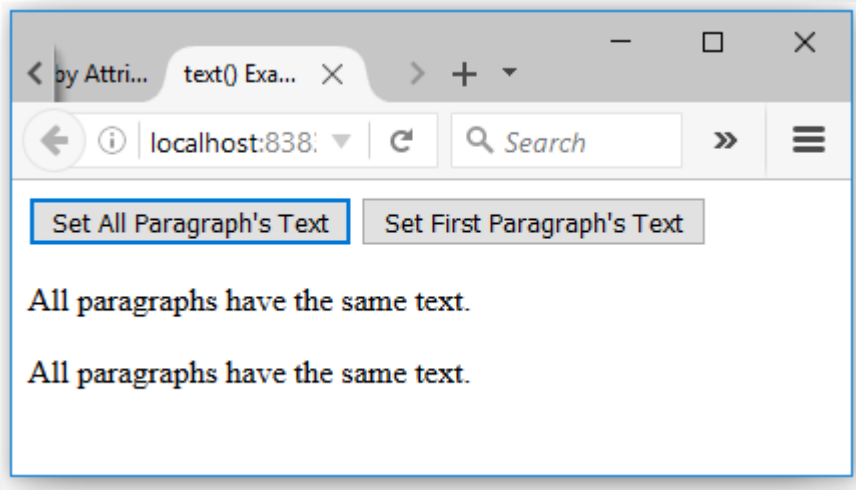 by Attri... text() Exa...
localhost:838 Search
Set All Paragraph's Text Set First Paragraph's Text
All paragraphs have the same text.
All paragraphs have the same text.